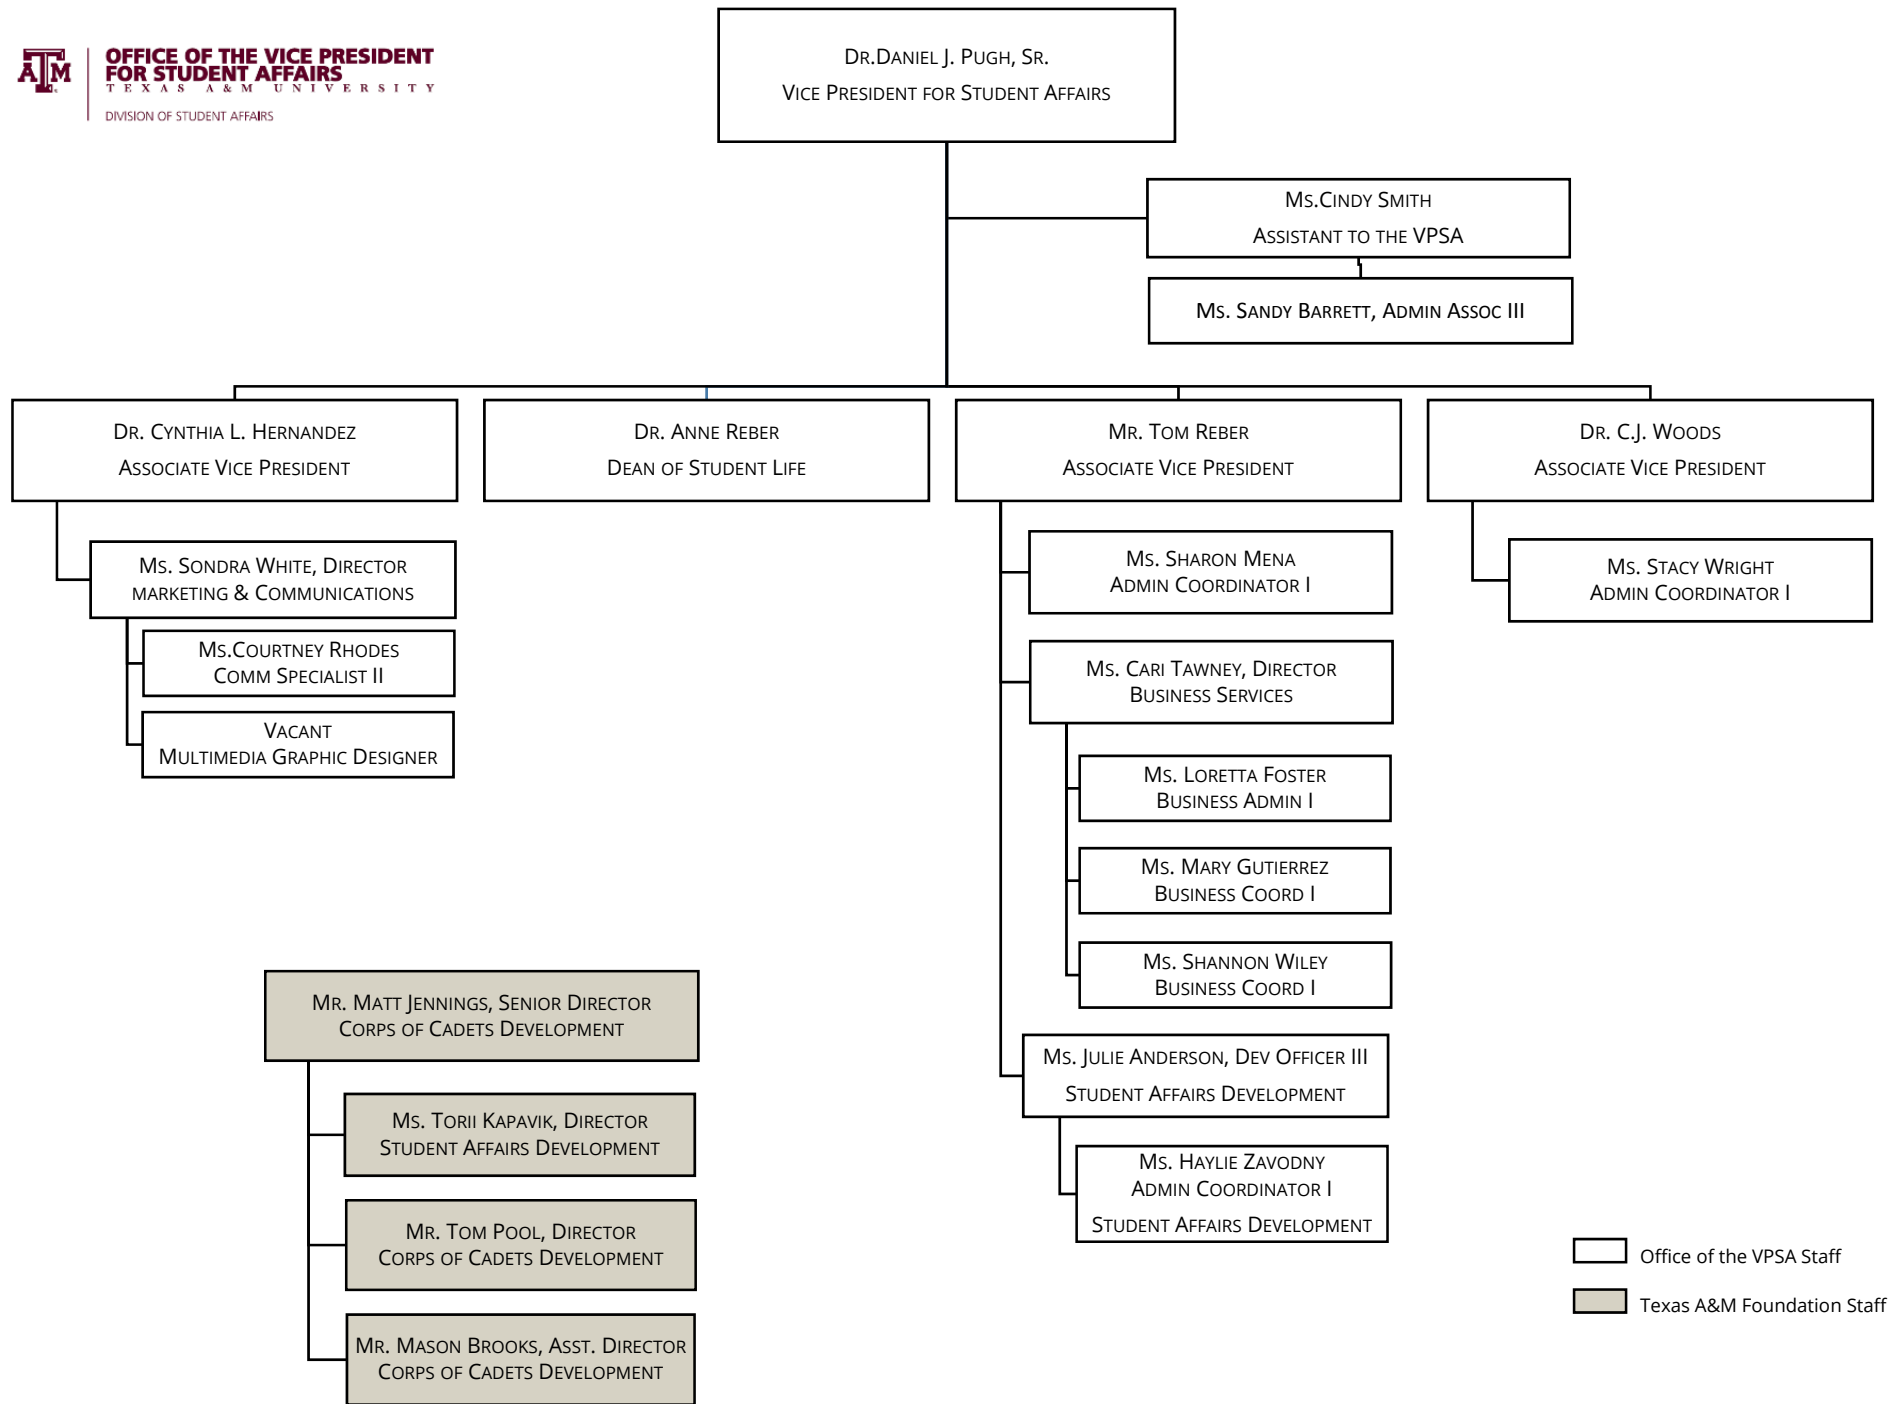 ATM
OFFICE OF THE VICE PRESIDENT
FOR STUDENT AFFAIRS
TEXAS A&M UNIVERSITY
DIVISION OF STUDENT AFFAIRS
DR.DANIEL J. PUGH, SR.
VICE PRESIDENT FOR STUDENT AFFAIRS
MS.CINDY SMITH
ASSISTANT TO THE VPSA
MS. SANDY BARRETT, ADMIN ASSOC III
DR. CYNTHIA L. HERNANDEZ
ASSOCIATE VICE PRESIDENT
DR. ANNE REBER
DEAN OF STUDENT LIFE
MR. TOM REBER
ASSOCIATE VICE PRESIDENT
DR. C.J. WOODS
ASSOCIATE VICE PRESIDENT
MS. SONDRA WHITE, DIRECTOR
MARKETING & COMMUNICATIONS
MS.COURTNEY RHODES
COMM SPECIALIST II
VACANT
MULTIMEDIA GRAPHIC DESIGNER
MS. SHARON MENA
ADMIN COORDINATOR I
MS. CARI TAWNEY, DIRECTOR
BUSINESS SERVICES
MS. LORETTA FOSTER
BUSINESS ADMIN I
MS. MARY GUTIERREZ
BUSINESS COORD I
MS. SHANNON WILEY
BUSINESS COORD I
MS. JULIE ANDERSON, DEV OFFICER III
STUDENT AFFAIRS DEVELOPMENT
MS. HAYLIE ZAVODNY
ADMIN COORDINATOR I
STUDENT AFFAIRS DEVELOPMENT
MS. STACY WRIGHT
ADMIN COORDINATOR I
MR. MATT JENNINGS, SENIOR DIRECTOR
CORPS OF CADETS DEVELOPMENT
MS. TORII KAPAVIK, DIRECTOR
STUDENT AFFAIRS DEVELOPMENT
MR. TOM POOL, DIRECTOR
CORPS OF CADETS DEVELOPMENT
MR. MASON BROOKS, ASST. DIRECTOR
CORPS OF CADETS DEVELOPMENT
Office of the VPSA Staff
Texas A&M Foundation Staff